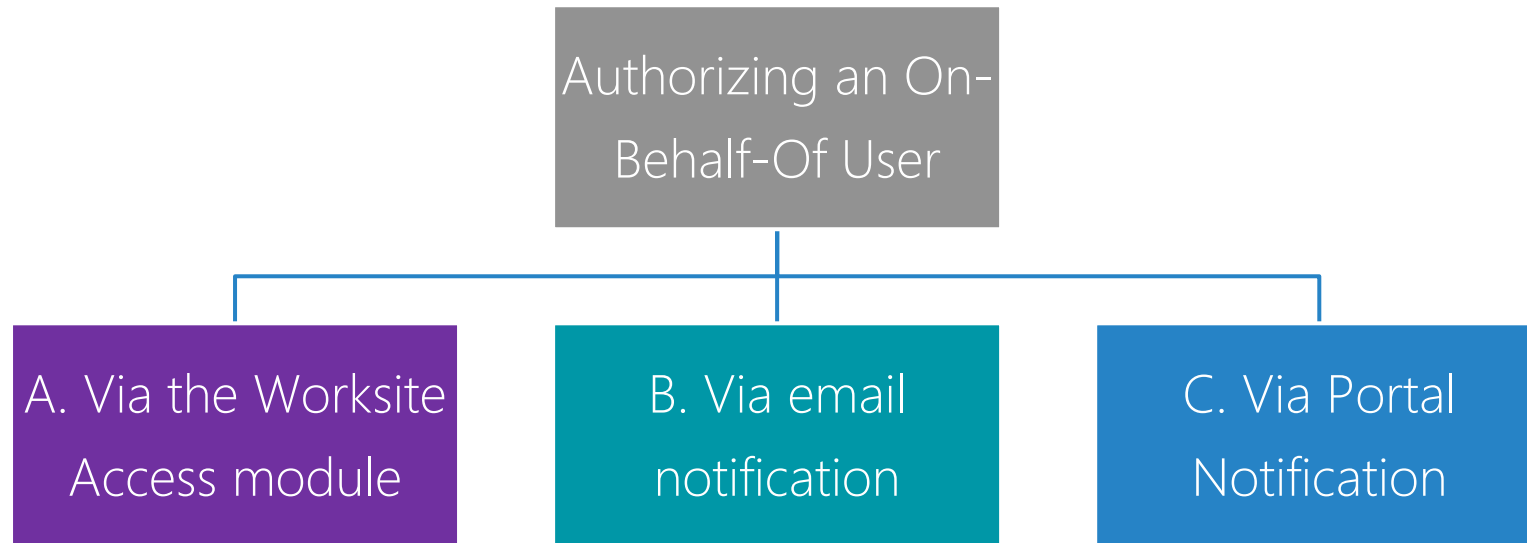 Authorizing an On-
Behalf-Of User
A. Via the Worksite
Access module
B. Via email
notification
C. Via Portal
Notification